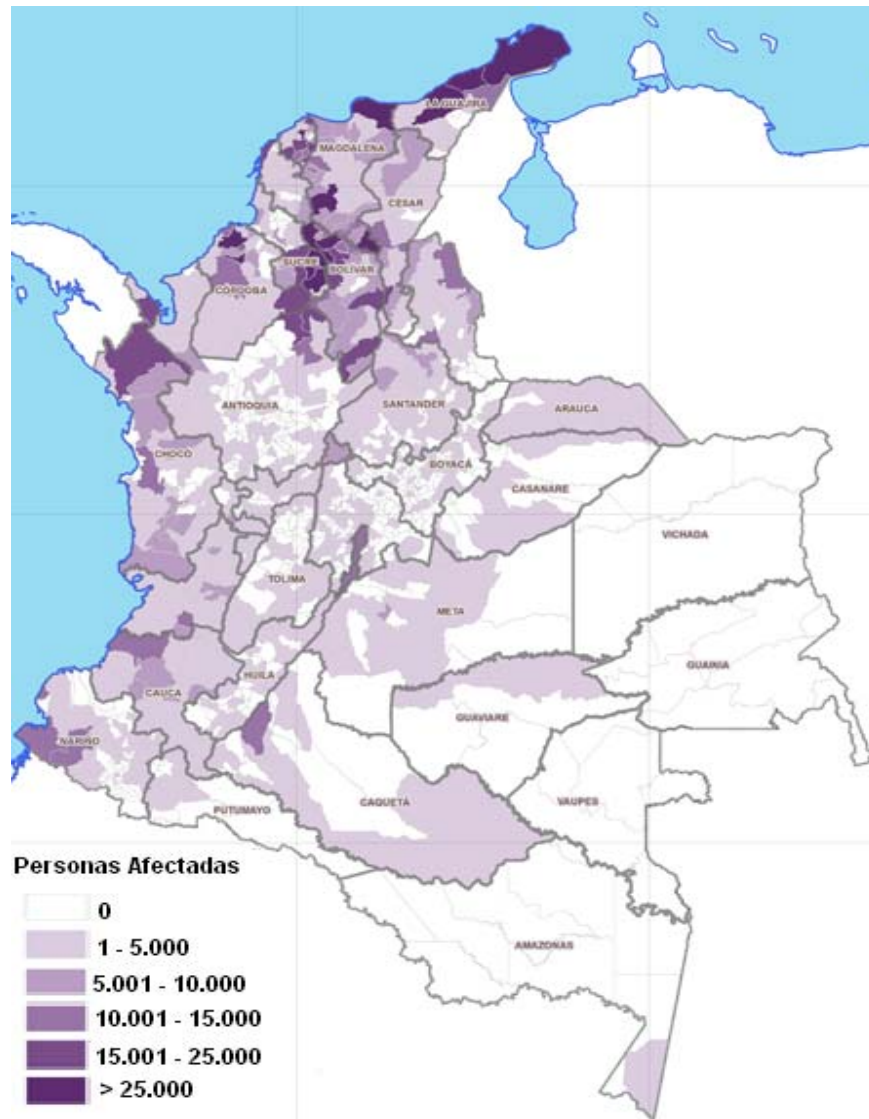 LA GUAJIRA
MAGDALENA
CESAR
SUCRE
BOLIVAR
CORDOBA
ANTIOQUIA
SANTANDER
ARAUCA
CHOCO
BOYACÁ
CASANARE
VICHADA
TOLIMA
META
GUAINIA
HUILA
CAUCA
GUAVIARE
NARIÑO
CAQUETÁ
VAUPES
PUTUMAYO
AMAZONAS
Personas Afectadas
0
1 - 5.000
5.001 - 10.000
10.001 - 15.000
15.001 - 25.000
> 25.000